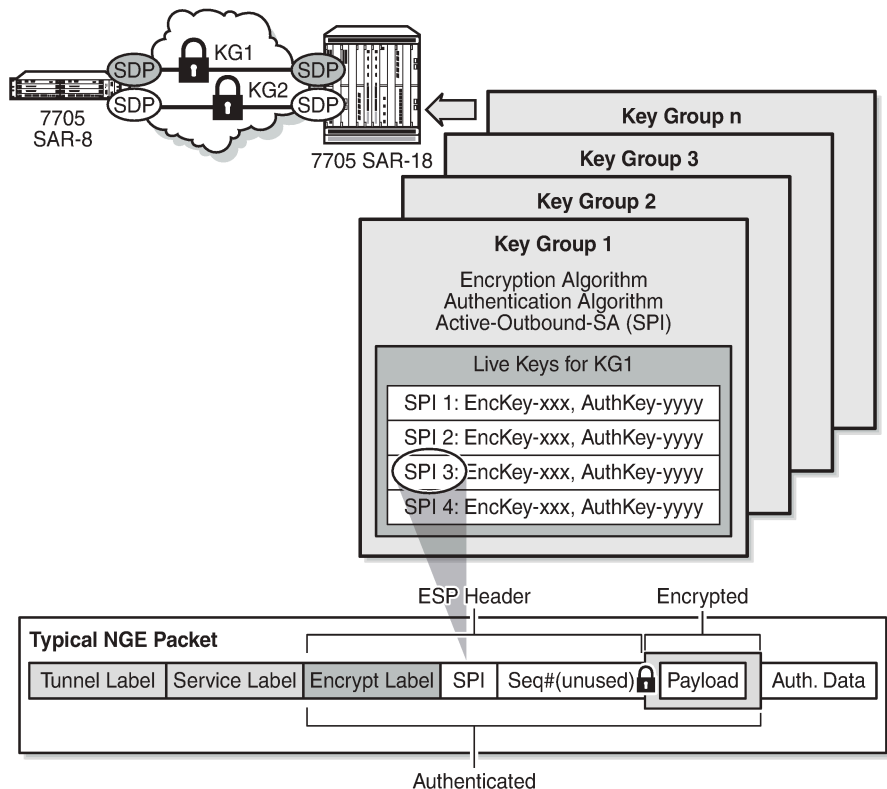 SDP
KG1
SDP
SDP
KG2
SDP
7705
SAR-8
7705 SAR-18
Key Group n
Key Group 3
Key Group 2
Key Group 1
Encryption Algorithm
Authentication Algorithm
Active-Outbound-SA (SPI)
Live Keys for KG1
SPI 1: EncKey-xxx, AuthKey-yyyy
SPI 2: EncKey-xxx, AuthKey-yyyy
SPI 3: EncKey-xxx, AuthKey-yyyy
SPI 4: EncKey-xxx, AuthKey-yyyy
ESP Header
Encrypted
Typical NGE Packet
Tunnel Label
Service Label
Encrypt Label
SPI
Seq#(unused)
Payload
Auth. Data
Authenticated